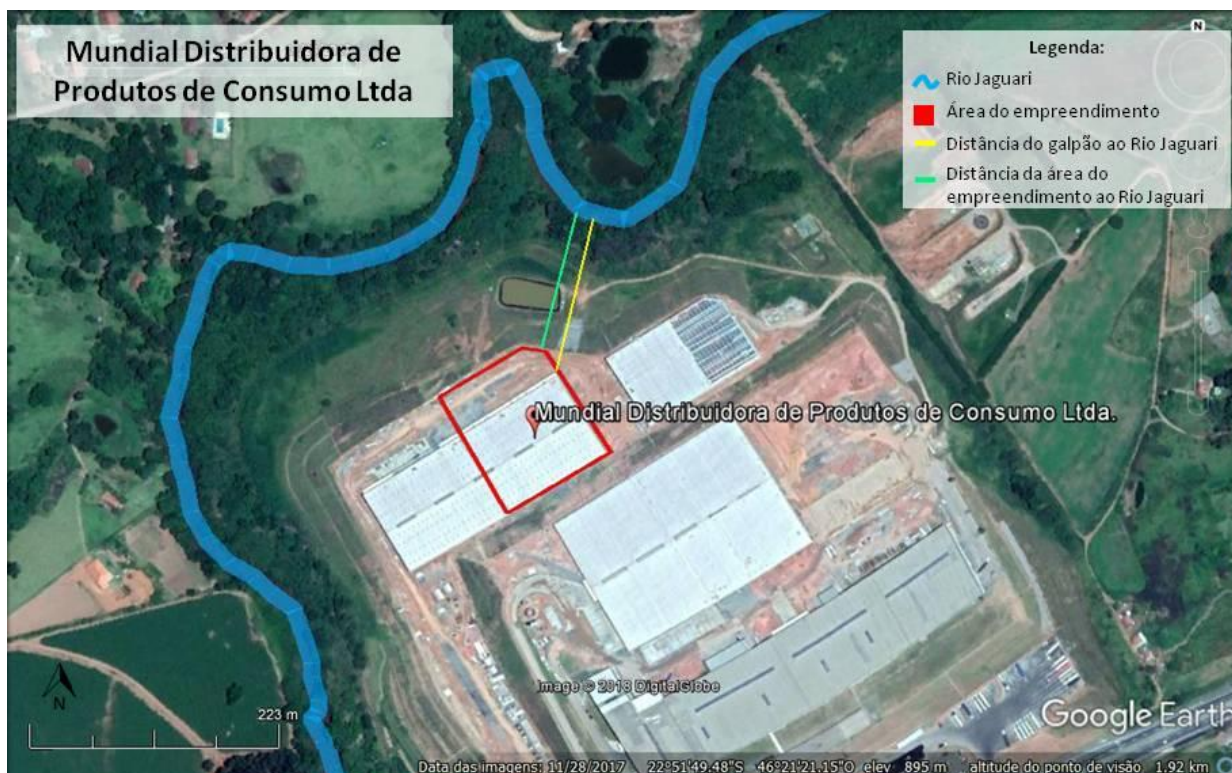 Mundial Distribuidora de
Produtos de Consumo Ltda
N
Legenda:
Rio Jaguari
Área do empreendimento
Distância do galpão ao Rio Jaguari
Distância da área do
empreendimento ao Rio Jaguari
Mundial Distribuidora de Produtos de Consumo Ltda.
N
223 m
Image © 2018 DigitalGlobe
Google Earth
Data das imagens: 11/28/2017 22°51'49.48"S 46°21'21.15"O elev 895 m altitude do ponto de visão 1.92 km